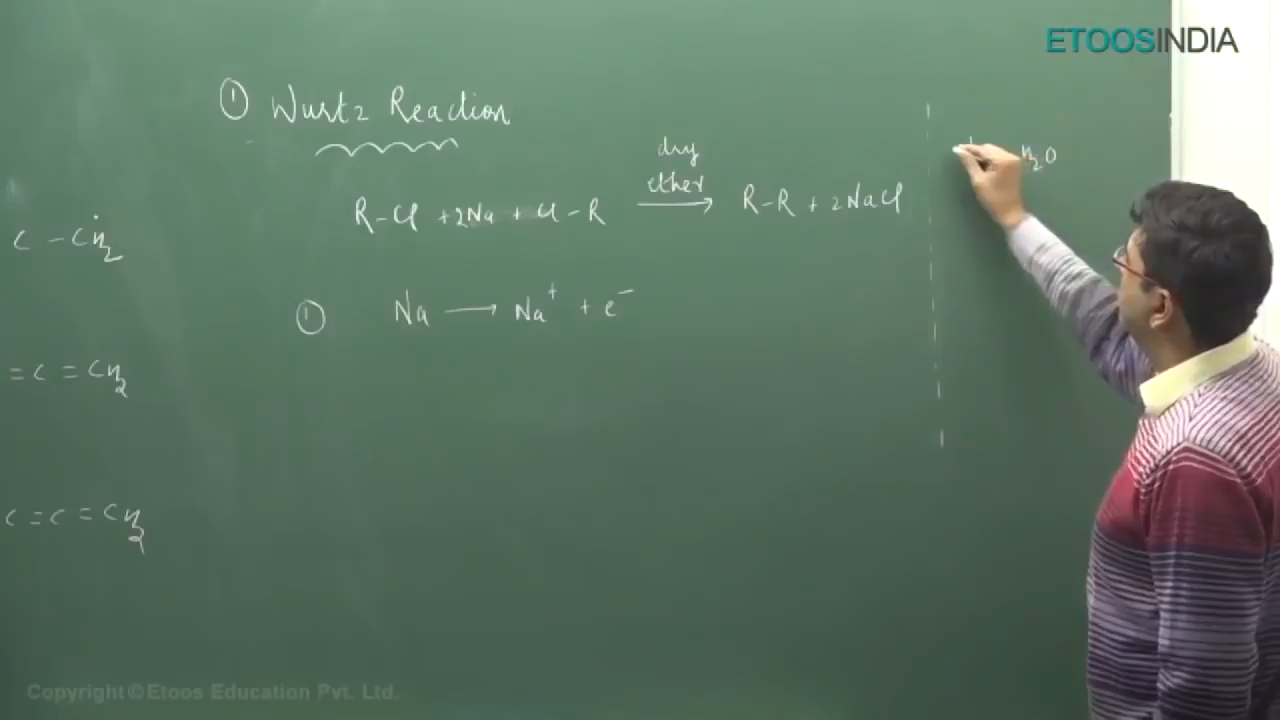 ETOOSINDIA
① Wurtz Reaction
R-Cl + 2Na + Cl-R dry ether → R-R + 2NaCl
H2O
① Na → Na+ + e-
C - CH2
= C = CH2
C = C = CH2
Copyright © Etoos Education Pvt. Ltd.